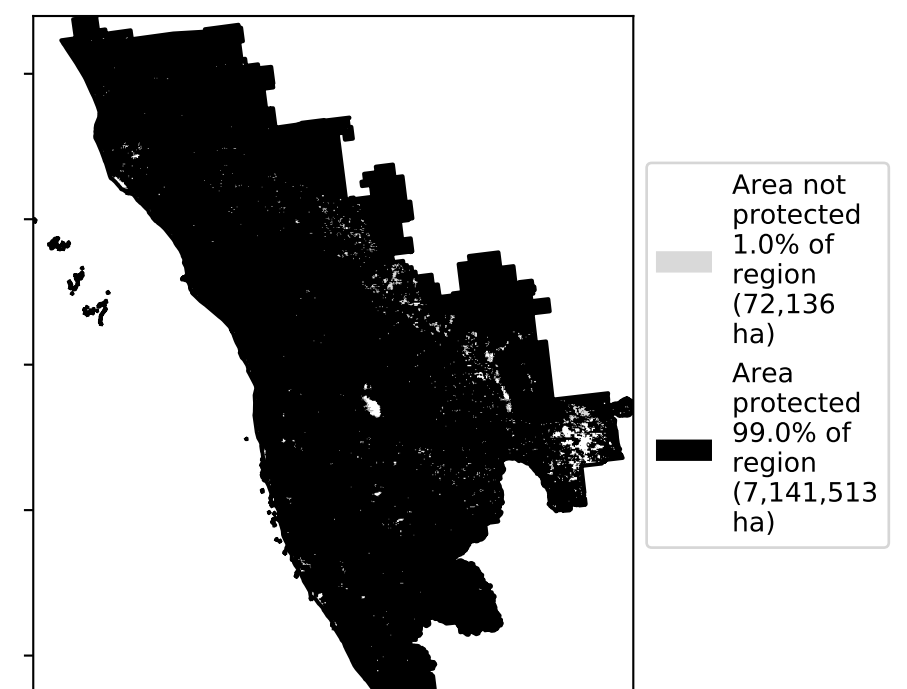 Area not
protected
1.0% of
region
(72,136
ha)
Area
protected
99.0% of
region
(7,141,513
ha)